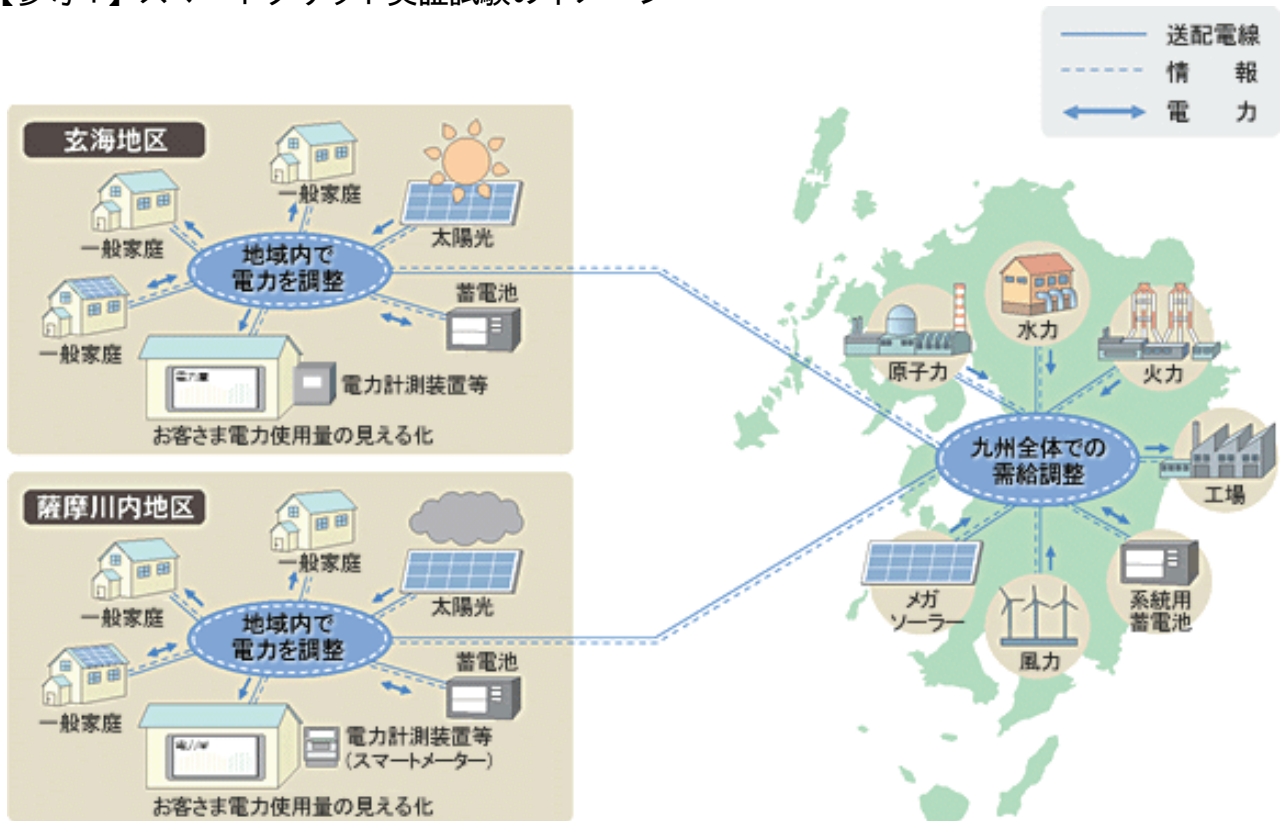 送配電線
情 報
電 力
玄海地区
一般家庭
一般家庭
太陽光
地域内で
電力を調整
蓄電池
一般家庭
電力計測装置等
お客さま電力使用量の見える化
薩摩川内地区
一般家庭
一般家庭
太陽光
地域内で
電力を調整
蓄電池
一般家庭
電力計測装置等
(スマートメーター)
お客さま電力使用量の見える化
水力
原子力
火力
九州全体での
需給調整
工場
メガ
ソーラー
風力
系統用
蓄電池